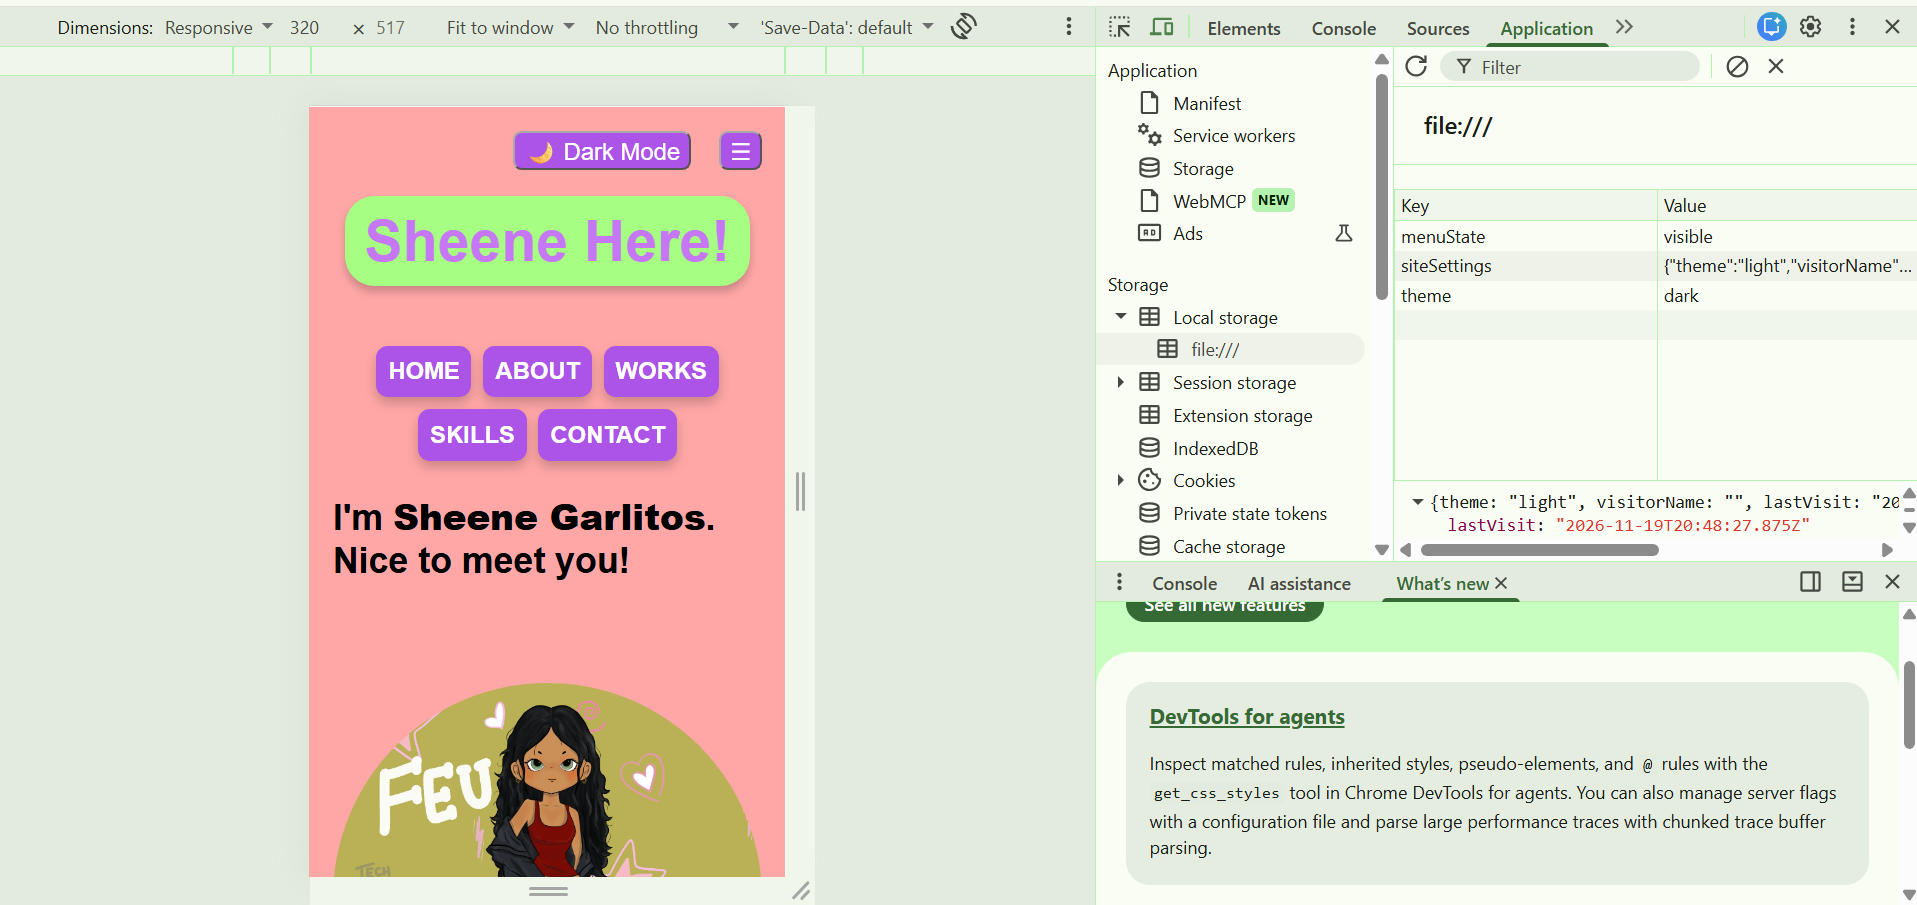 Dimensions: Responsive 320 × 517 Fit to window No throttling 'Save-Data': default
🌙 Dark Mode ☰
Sheene Here!
HOME ABOUT WORKS
SKILLS CONTACT
I'm Sheene Garlitos.
Nice to meet you!
FEU
TECH
Elements Console Sources Application
Application
Manifest
Service workers
Storage
WebMCP NEW
Ads
Storage
Local storage
file:///
Session storage
Extension storage
IndexedDB
Cookies
Private state tokens
Cache storage
Filter
file:///
Key Value
menuState visible
siteSettings {"theme":"light","visitorName"...
theme dark
{theme: "light", visitorName: "", lastVisit: "20
lastVisit: "2026-11-19T20:48:27.875Z"
Console AI assistance What's new
See all new features
DevTools for agents
Inspect matched rules, inherited styles, pseudo-elements, and @ rules with the
get_css_styles tool in Chrome DevTools for agents. You can also manage server flags
with a configuration file and parse large performance traces with chunked trace buffer
parsing.